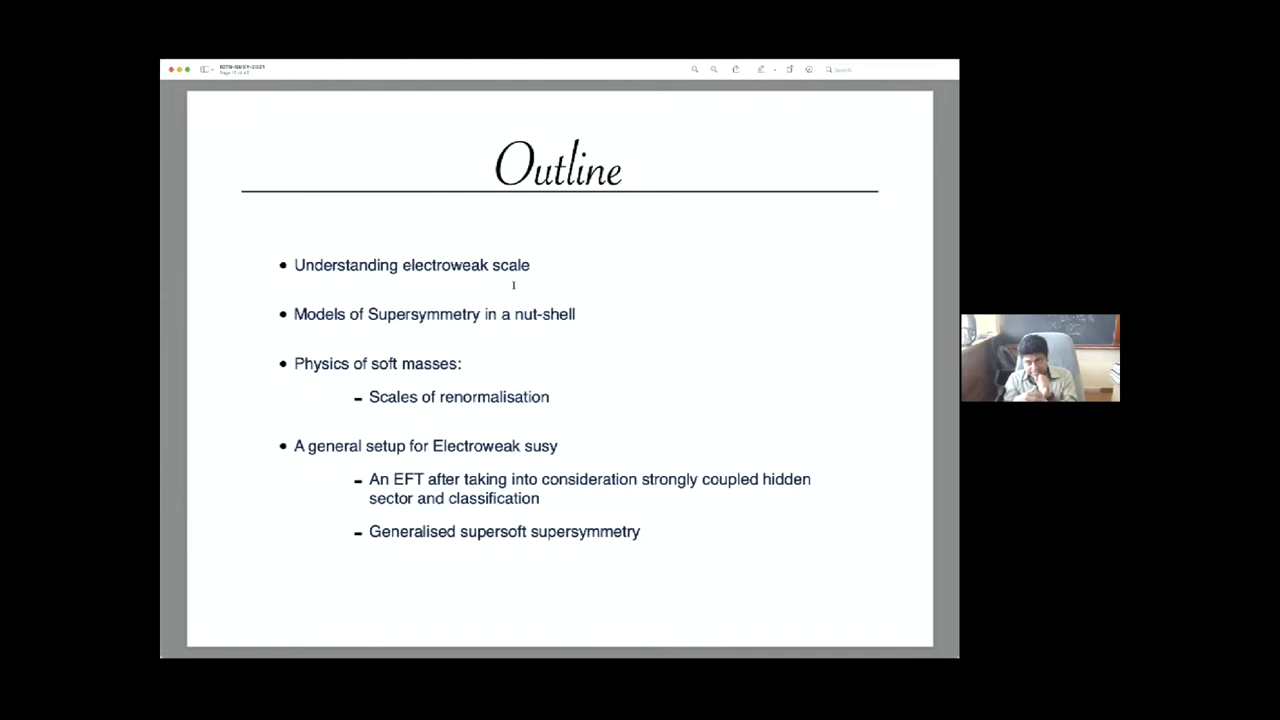 Outline
• Understanding electroweak scale
• Models of Supersymmetry in a nut-shell
• Physics of soft masses:
– Scales of renormalisation
• A general setup for Electroweak susy
– An EFT after taking into consideration strongly coupled hidden
sector and classification
– Generalised supersoft supersymmetry
Search